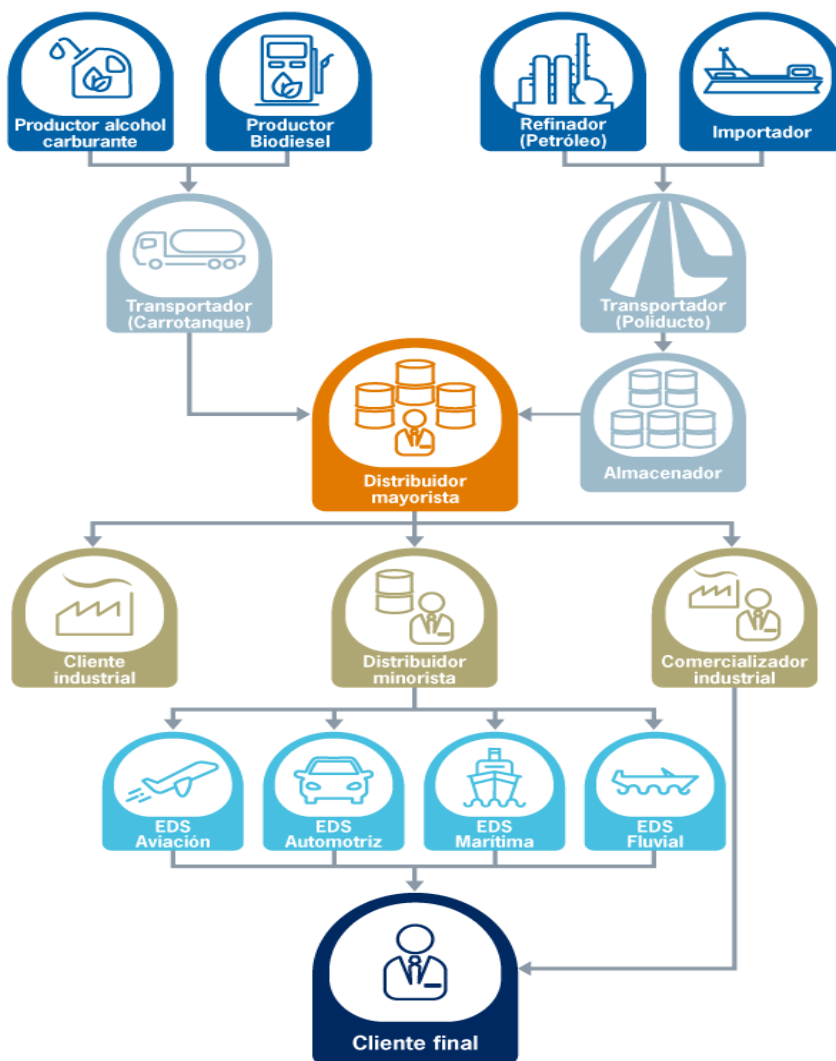 Productor alcohol
carburante
Productor
Biodiesel
Refinador
(Petróleo)
Importador
Transportador
(Carrotanque)
Transportador
(Poliducto)
Distribuidor
mayorista
Almacenador
Cliente
industrial
Distribuidor
minorista
Comercializador
industrial
EDS
Aviación
EDS
Automotriz
EDS
Marítima
EDS
Fluvial
Cliente final